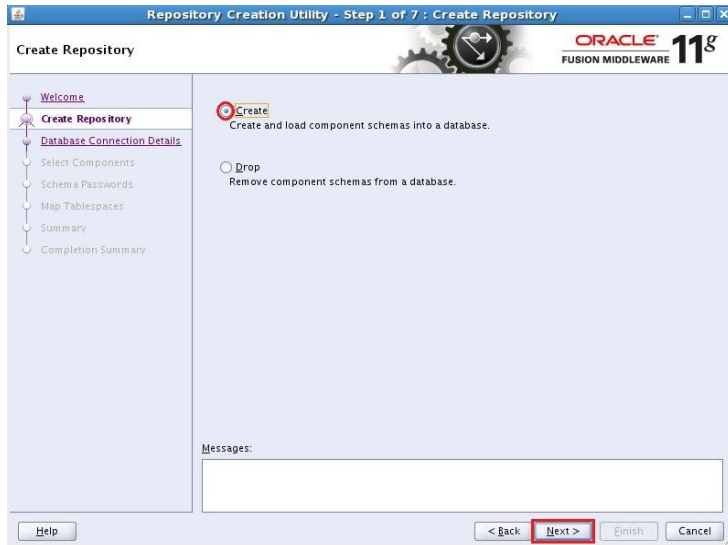 Repository Creation Utility - Step 1 of 7 : Create Repository
Create Repository
ORACLE
FUSION MIDDLEWARE 11g
Welcome
Create Repository
Database Connection Details
Select Components
Schema Passwords
Map Tablespaces
Summary
Completion Summary
Create
Create and load component schemas into a database.
Drop
Remove component schemas from a database.
Messages:
Help
< Back
Next >
Finish
Cancel